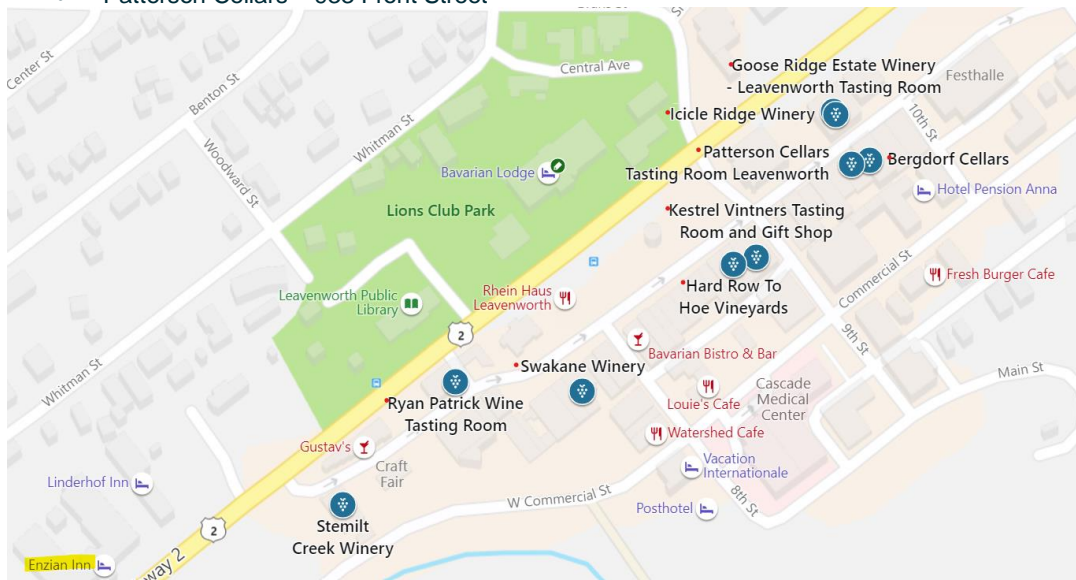 Center St
Benton St
Whitman St
Woodward St
Central Ave
Goose Ridge Estate Winery
- Leavenworth Tasting Room
Festhalle
Icicle Ridge Winery
10th St
Patterson Cellars
Tasting Room Leavenworth
Bergdorf Cellars
Bavarian Lodge
Hotel Pension Anna
Lions Club Park
Kestrel Vintners Tasting
Room and Gift Shop
Commercial St
Fresh Burger Cafe
Hard Row To
Hoe Vineyards
Leavenworth Public
Library
Rhein Haus
Leavenworth
2
9th St
Bavarian Bistro & Bar
Main St
Whitman St
Swakane Winery
Cascade
Medical
Center
Louie's Cafe
Ryan Patrick Wine
Tasting Room
Watershed Cafe
Gustav's
Craft
Fair
Vacation
Internationale
Linderhof Inn
W Commercial St
8th St
Posthotel
2
Stemilt
Creek Winery
Enzian Inn
way 2